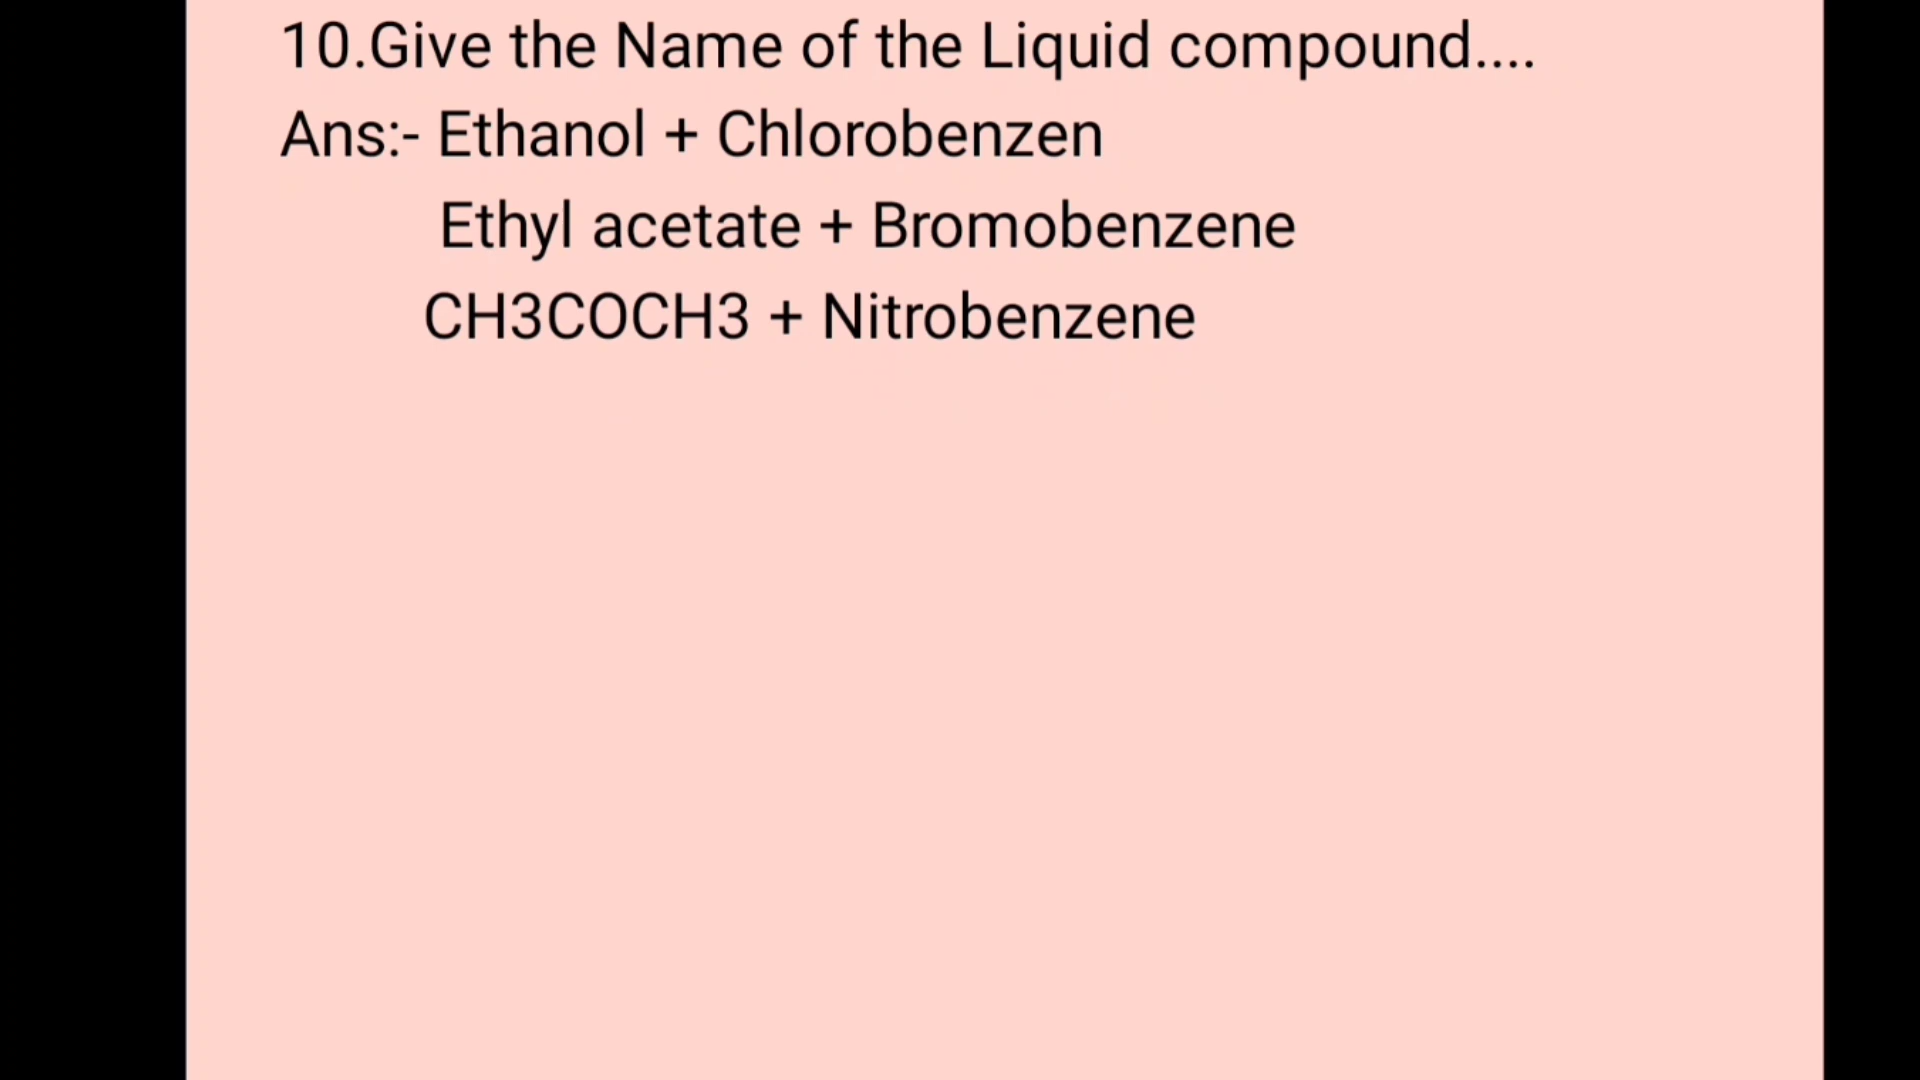 10.Give the Name of the Liquid compound....
Ans:- Ethanol + Chlorobenzen
Ethyl acetate + Bromobenzene
CH3COCH3 + Nitrobenzene